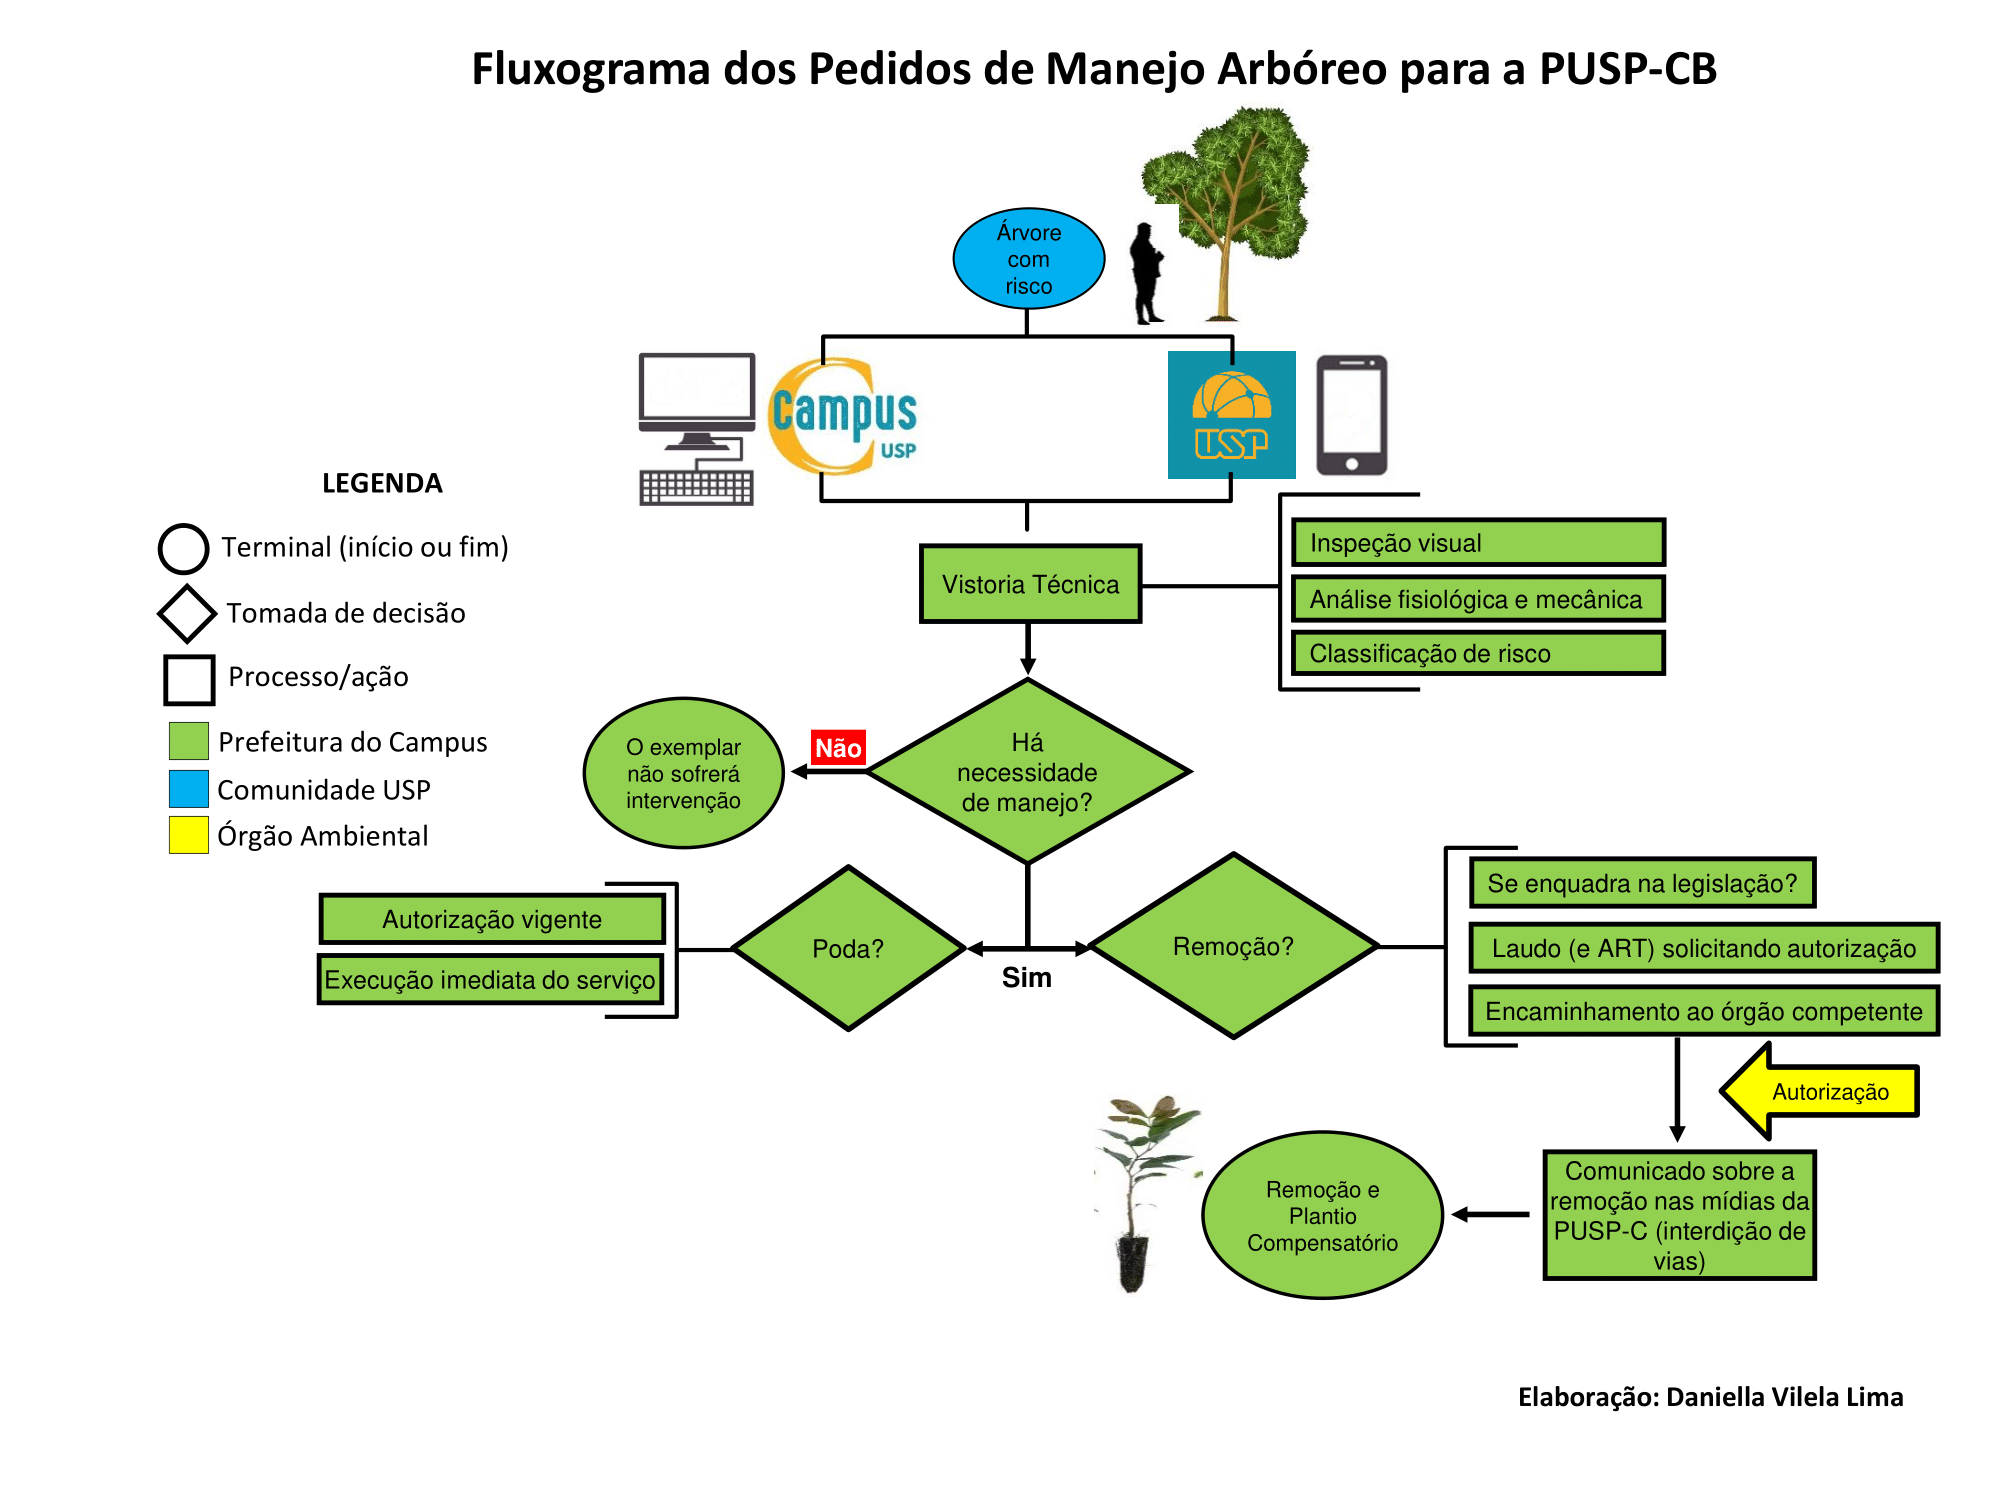 Fluxograma dos Pedidos de Manejo Arbóreo para a PUSP-CB
Árvore
com
risco
Campus
USP
USP
LEGENDA
Terminal (início ou fim)
Tomada de decisão
Processo/ação
Prefeitura do Campus
Comunidade USP
Órgão Ambiental
Vistoria Técnica
Inspeção visual
Análise fisiológica e mecânica
Classificação de risco
Há
necessidade
de manejo?
Não
O exemplar
não sofrerá
intervenção
Sim
Poda?
Autorização vigente
Execução imediata do serviço
Remoção?
Se enquadra na legislação?
Laudo (e ART) solicitando autorização
Encaminhamento ao órgão competente
Autorização
Comunicado sobre a
remoção nas mídias da
PUSP-C (interdição de
vias)
Remoção e
Plantio
Compensatório
Elaboração: Daniella Vilela Lima